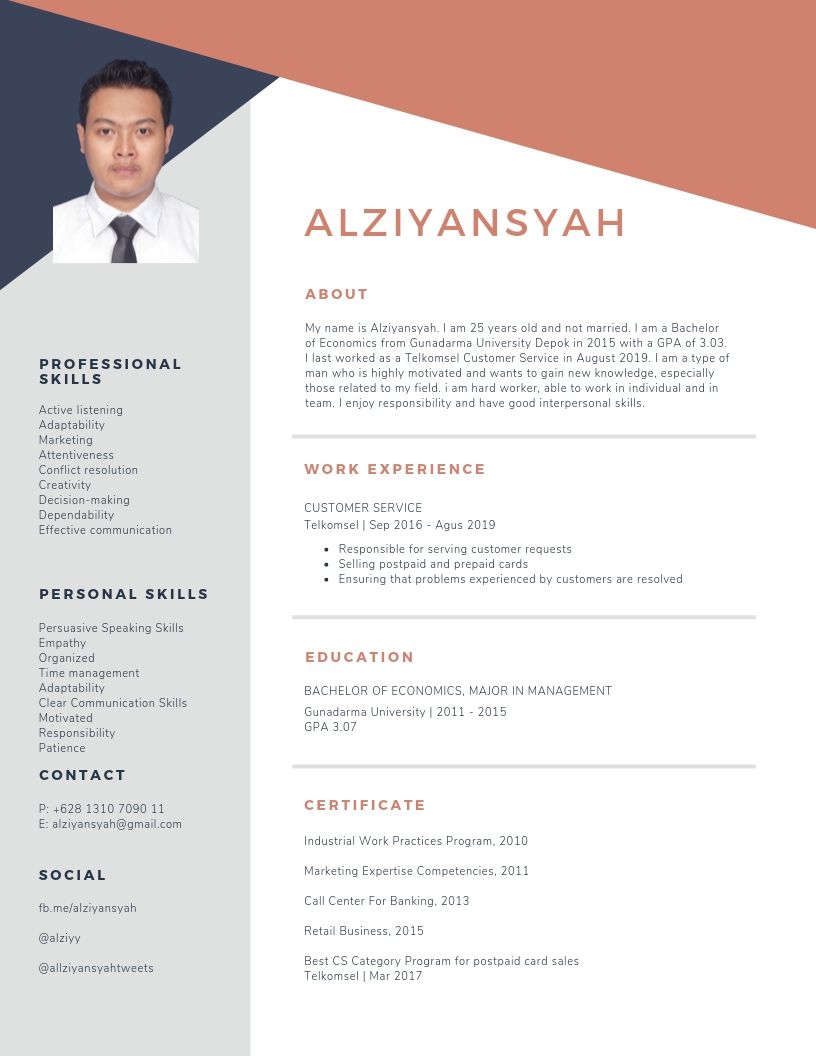 ALZIYANSYAH
ABOUT
My name is Alziyansyah. I am 25 years old and not married. I am a Bachelor
of Economics from Gunadarma University Depok in 2015 with a GPA of 3.03.
I last worked as a Telkomsel Customer Service in August 2019. I am a type of
man who is highly motivated and wants to gain new knowledge, especially
those related to my field. i am hard worker, able to work in individual and in
team. I enjoy responsibility and have good interpersonal skills.
WORK EXPERIENCE
CUSTOMER SERVICE
Telkomsel | Sep 2016 - Agus 2019
• Responsible for serving customer requests
• Selling postpaid and prepaid cards
• Ensuring that problems experienced by customers are resolved
EDUCATION
BACHELOR OF ECONOMICS, MAJOR IN MANAGEMENT
Gunadarma University | 2011 - 2015
GPA 3.07
CERTIFICATE
Industrial Work Practices Program, 2010
Marketing Expertise Competencies, 2011
Call Center For Banking, 2013
Retail Business, 2015
Best CS Category Program for postpaid card sales
Telkomsel | Mar 2017
PROFESSIONAL
SKILLS
Active listening
Adaptability
Marketing
Attentiveness
Conflict resolution
Creativity
Decision-making
Dependability
Effective communication
PERSONAL SKILLS
Persuasive Speaking Skills
Empathy
Organized
Time management
Adaptability
Clear Communication Skills
Motivated
Responsibility
Patience
CONTACT
P: +628 1310 7090 11
E: alziyansyah@gmail.com
SOCIAL
fb.me/alziyansyah
@alziyy
@allziyansyahtweets